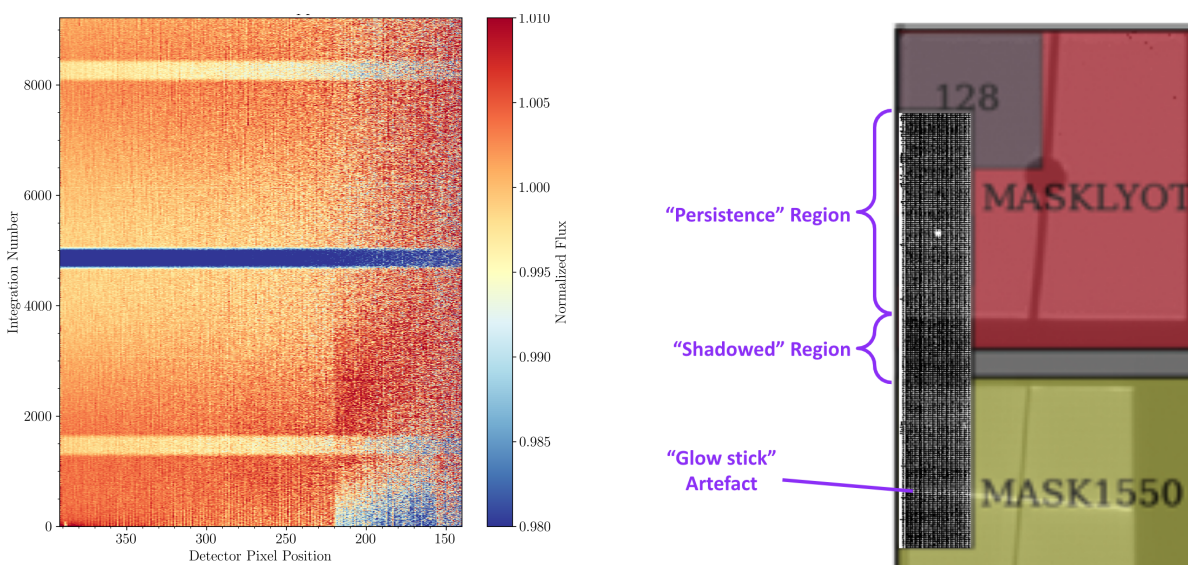 1.010
1.005
1.000
0.995
0.990
0.985
0.980
Normalized Flux
8000
6000
4000
2000
0
Integration Number
350
300
250
200
150
Detector Pixel Position
128
MASKLYOT
“Persistence” Region
“Shadowed” Region
“Glow stick”
Artefact
MASK1550